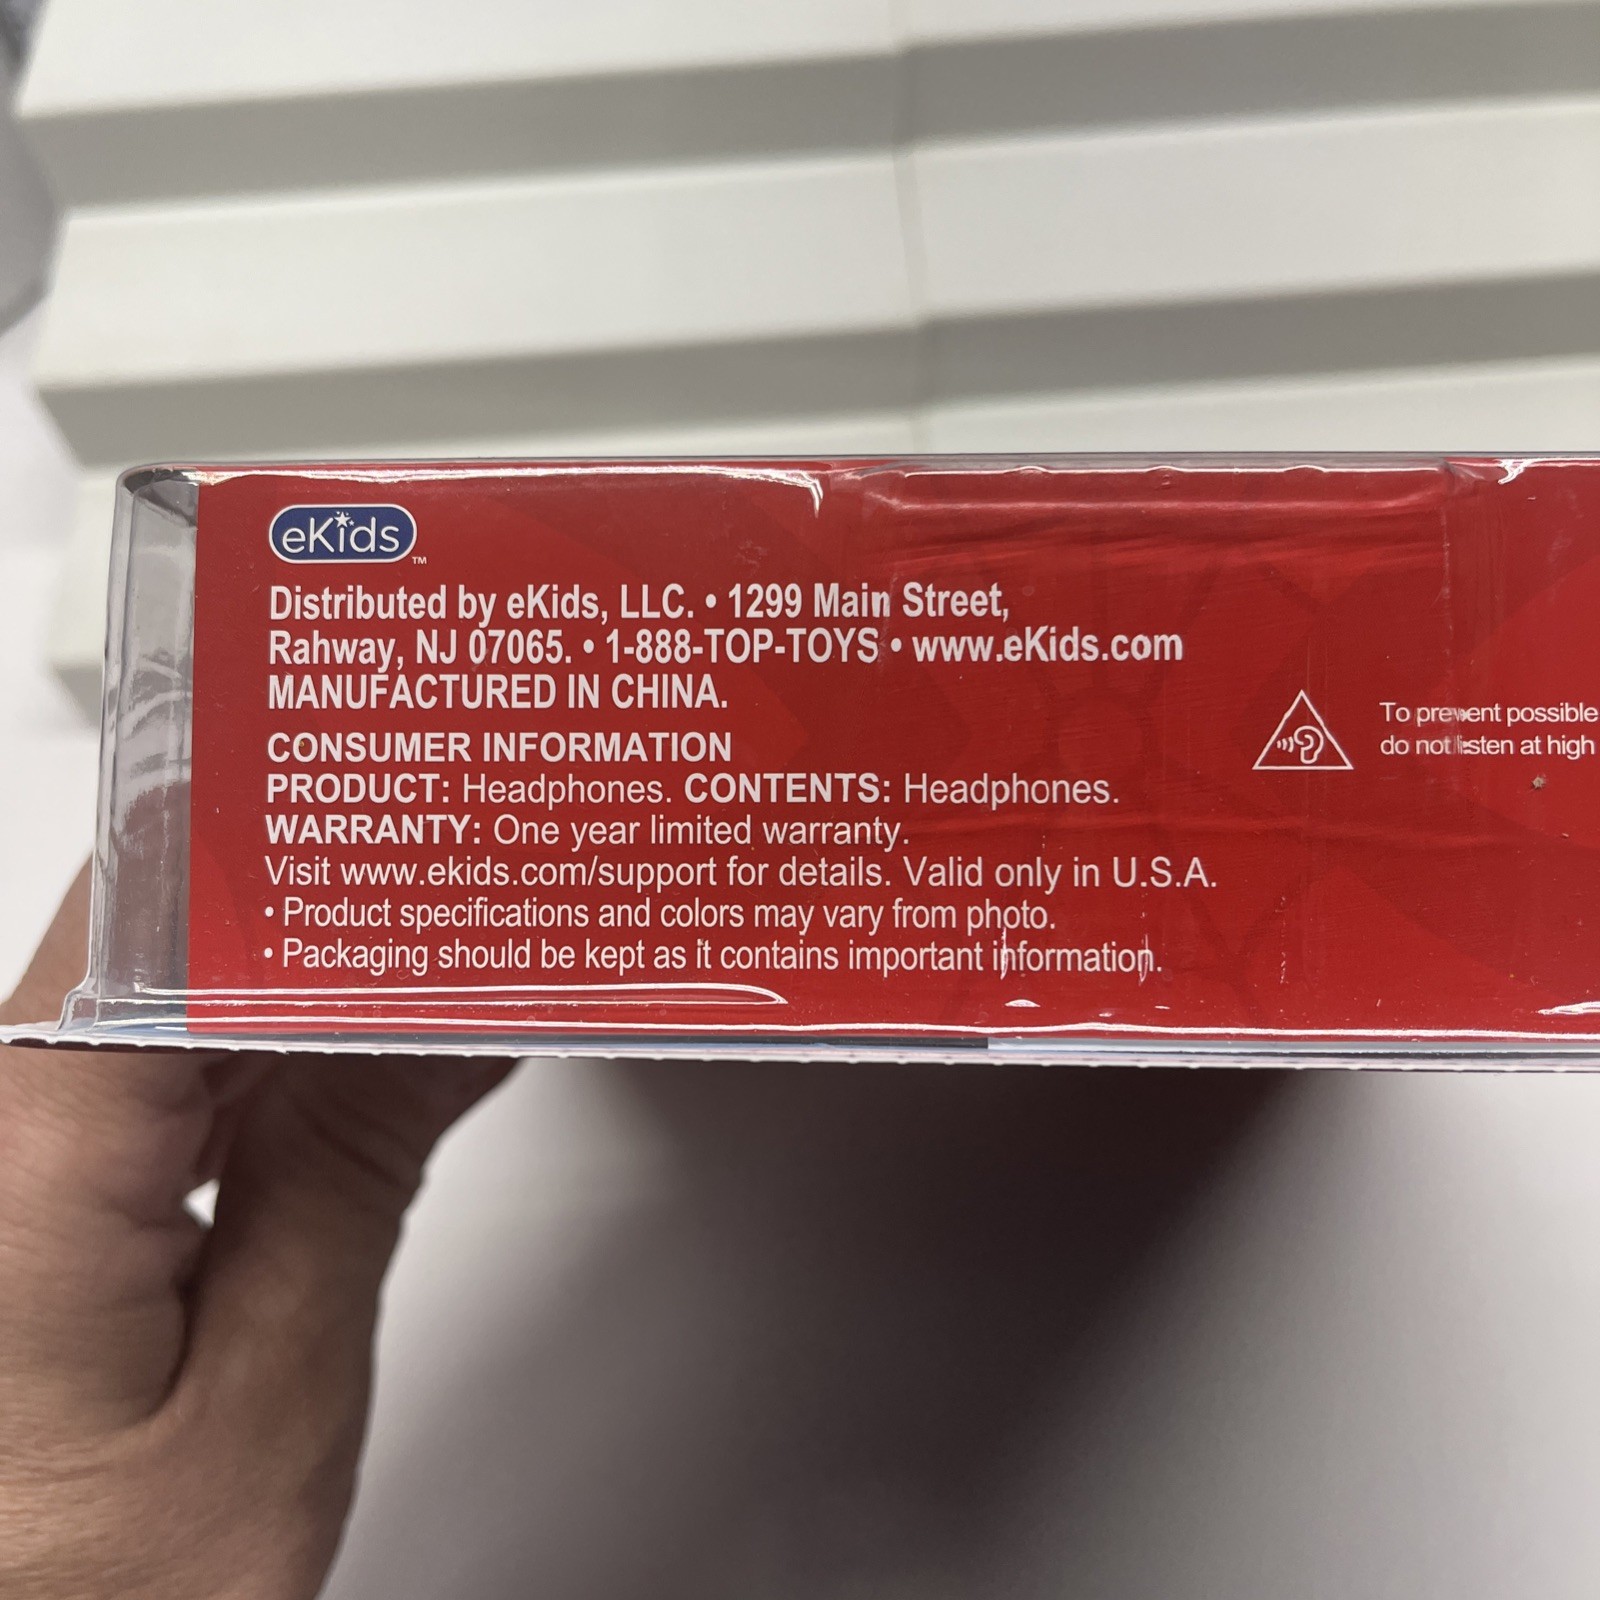 eKids™
Distributed by eKids, LLC. • 1299 Main Street,
Rahway, NJ 07065. • 1-888-TOP-TOYS • www.eKids.com
MANUFACTURED IN CHINA.
CONSUMER INFORMATION
PRODUCT: Headphones. CONTENTS: Headphones.
WARRANTY: One year limited warranty.
Visit www.ekids.com/support for details. Valid only in U.S.A.
• Product specifications and colors may vary from photo.
• Packaging should be kept as it contains important information.
To prevent possible
do not listen at high